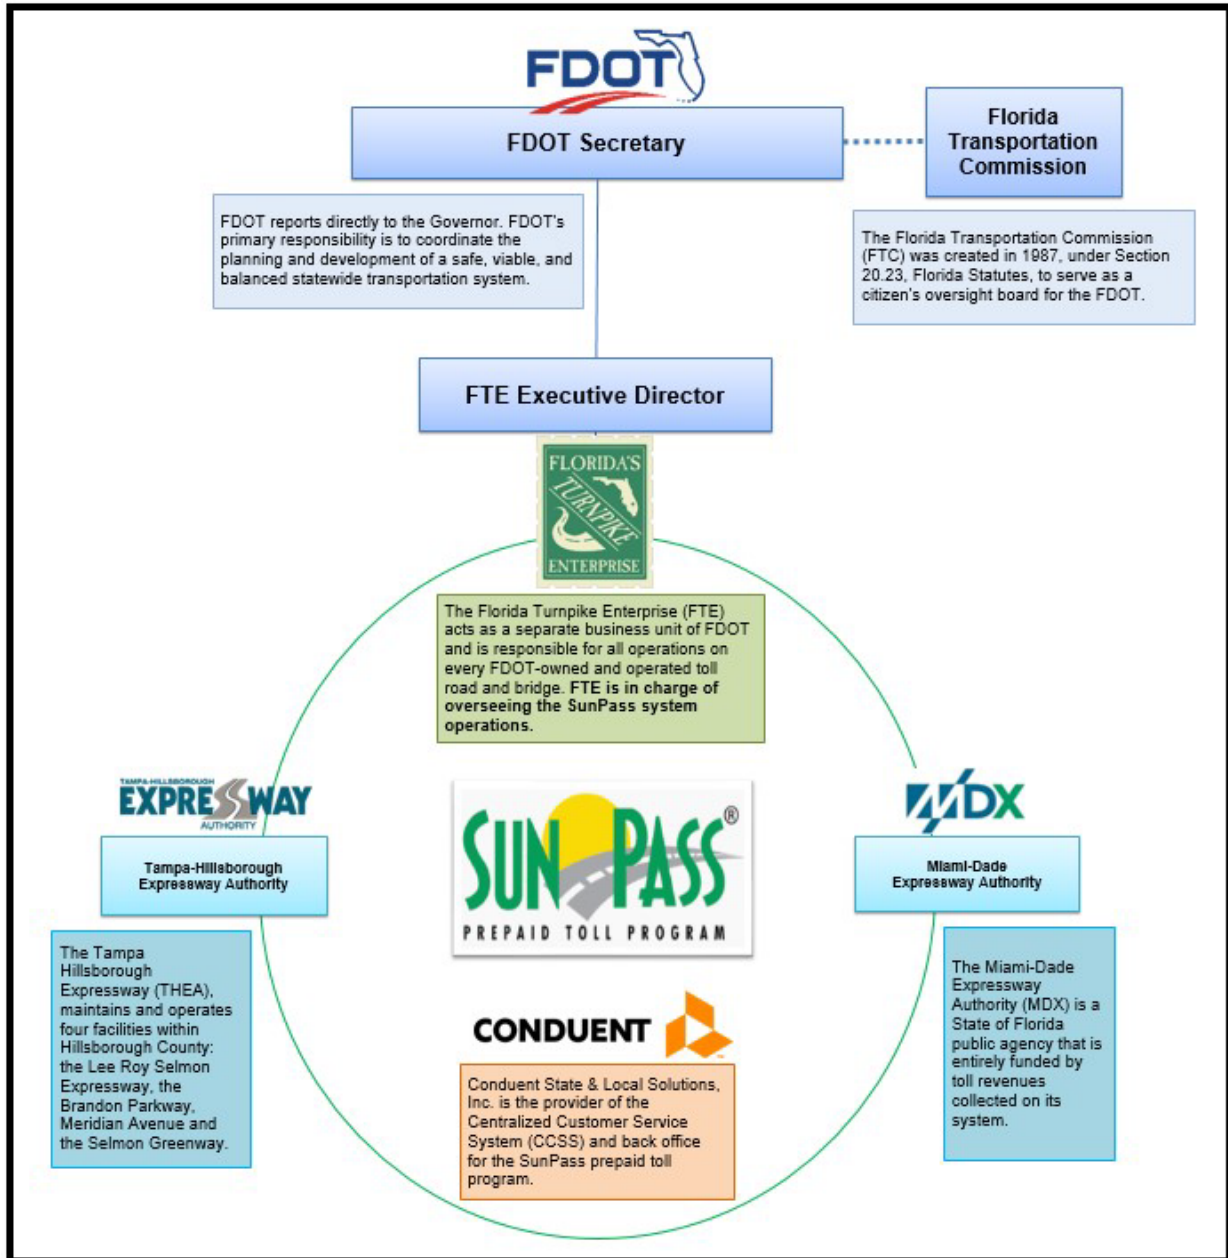 FDOT
FDOT Secretary
Florida
Transportation
Commission
FDOT reports directly to the Governor. FDOT's
primary responsibility is to coordinate the
planning and development of a safe, viable, and
balanced statewide transportation system.
The Florida Transportation Commission
(FTC) was created in 1987, under Section
20.23, Florida Statutes, to serve as a
citizen's oversight board for the FDOT.
FTE Executive Director
FLORIDA'S
TURNPIKE
ENTERPRISE
The Florida Turnpike Enterprise (FTE)
acts as a separate business unit of FDOT
and is responsible for all operations on
every FDOT-owned and operated toll
road and bridge. FTE is in charge of
overseeing the SunPass system
operations.
TAMPA-HILLSBOROUGH
EXPRESSWAY
AUTHORITY
Tampa-Hillsborough
Expressway Authority
The Tampa
Hillsborough
Expressway (THEA),
maintains and operates
four facilities within
Hillsborough County:
the Lee Roy Selmon
Expressway, the
Brandon Parkway,
Meridian Avenue and
the Selmon Greenway.
SUN PASS®
PREPAID TOLL PROGRAM
MDX
Miami-Dade
Expressway Authority
The Miami-Dade
Expressway
Authority (MDX) is a
State of Florida
public agency that is
entirely funded by
toll revenues
collected on its
system.
CONDUENT
Conduent State & Local Solutions,
Inc. is the provider of the
Centralized Customer Service
System (CCSS) and back office
for the SunPass prepaid toll
program.